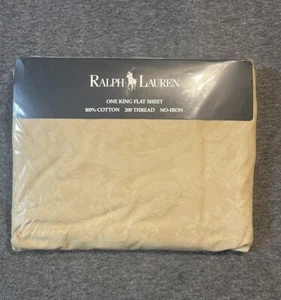 RALPH LAUREN
ONE KING FLAT SHEET
100% COTTON 200 THREAD NO-IRON